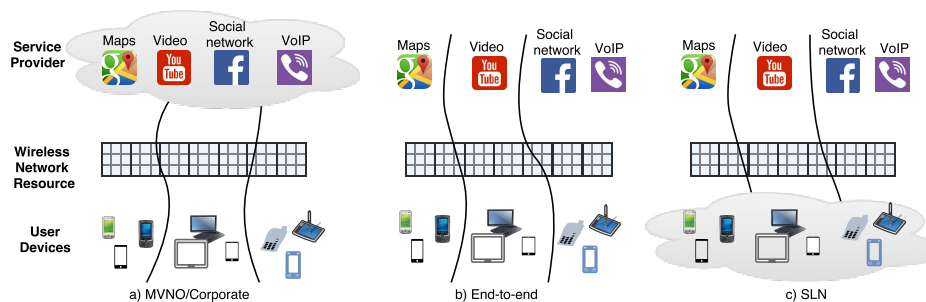 Service
Provider
Maps
Video
Social
network
VoIP
You
Tube
Maps
Video
Social
network
VoIP
You
Tube
Maps
Video
Social
network
VoIP
You
Tube
Wireless
Network
Resource
User
Devices
a) MVNO/Corporate
b) End-to-end
c) SLN